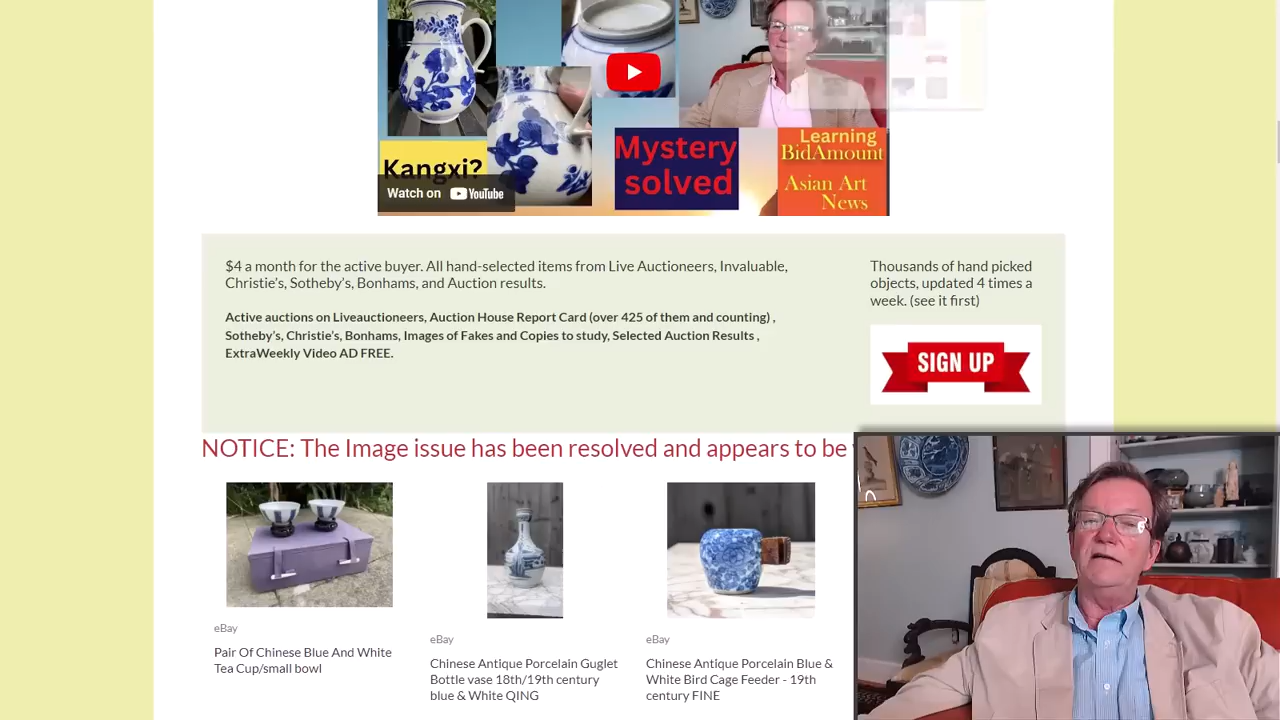 Kangxi?
Mystery
solved
Learning
BidAmount
Asian Art
News
Watch on YouTube
$4 a month for the active buyer. All hand-selected items from Live Auctioneers, Invaluable,
Christie's, Sotheby's, Bonhams, and Auction results.
Active auctions on Liveauctioneers, Auction House Report Card (over 425 of them and counting) ,
Sotheby's, Christie's, Bonhams, Images of Fakes and Copies to study, Selected Auction Results ,
ExtraWeekly Video AD FREE.
Thousands of hand picked
objects, updated 4 times a
week. (see it first)
SIGN UP
NOTICE: The Image issue has been resolved and appears to be
eBay
Pair Of Chinese Blue And White
Tea Cup/small bowl
eBay
Chinese Antique Porcelain Guglet
Bottle vase 18th/19th century
blue & White QING
eBay
Chinese Antique Porcelain Blue &
White Bird Cage Feeder - 19th
century FINE